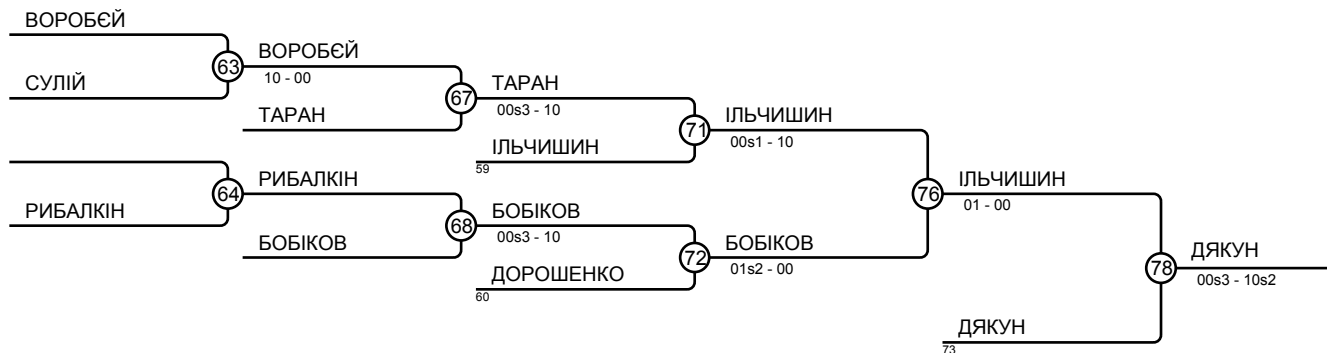 ВОРОБЄЙ
63
СУЛІЙ
ВОРОБЄЙ
10 - 00
67
ТАРАН
ТАРАН
00s3 - 10
71
ІЛЬЧИШИН
59
ІЛЬЧИШИН
00s1 - 10
64
РИБАЛКІН
РИБАЛКІН
68
БОБІКОВ
БОБІКОВ
00s3 - 10
72
ДОРОШЕНКО
60
БОБІКОВ
01s2 - 00
76
ІЛЬЧИШИН
01 - 00
78
ДЯКУН
73
ДЯКУН
00s3 - 10s2